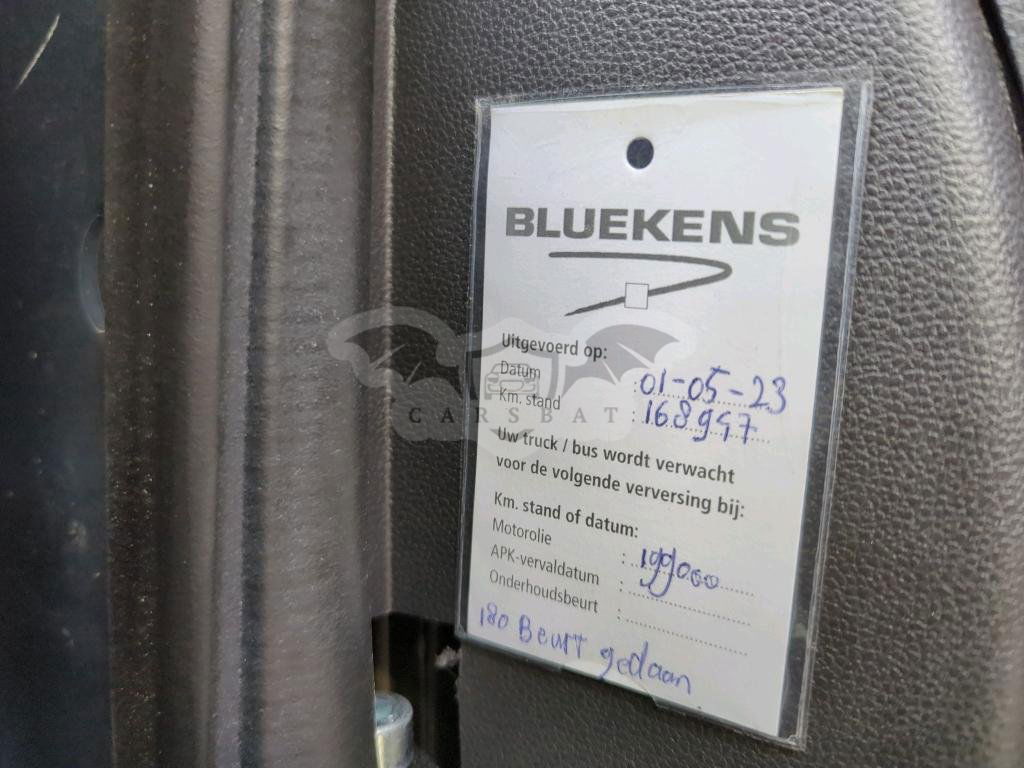 BLUEKENS
Uitgevoerd op:
Datum : 01-05-23
Km. stand : 168947
CARSBAT
Uw truck / bus wordt verwacht
voor de volgende verversing bij:
Km. stand of datum:
Motorolie : 199000
APK-vervaldatum :
Onderhoudsbeurt :
180 Beurt gedaan